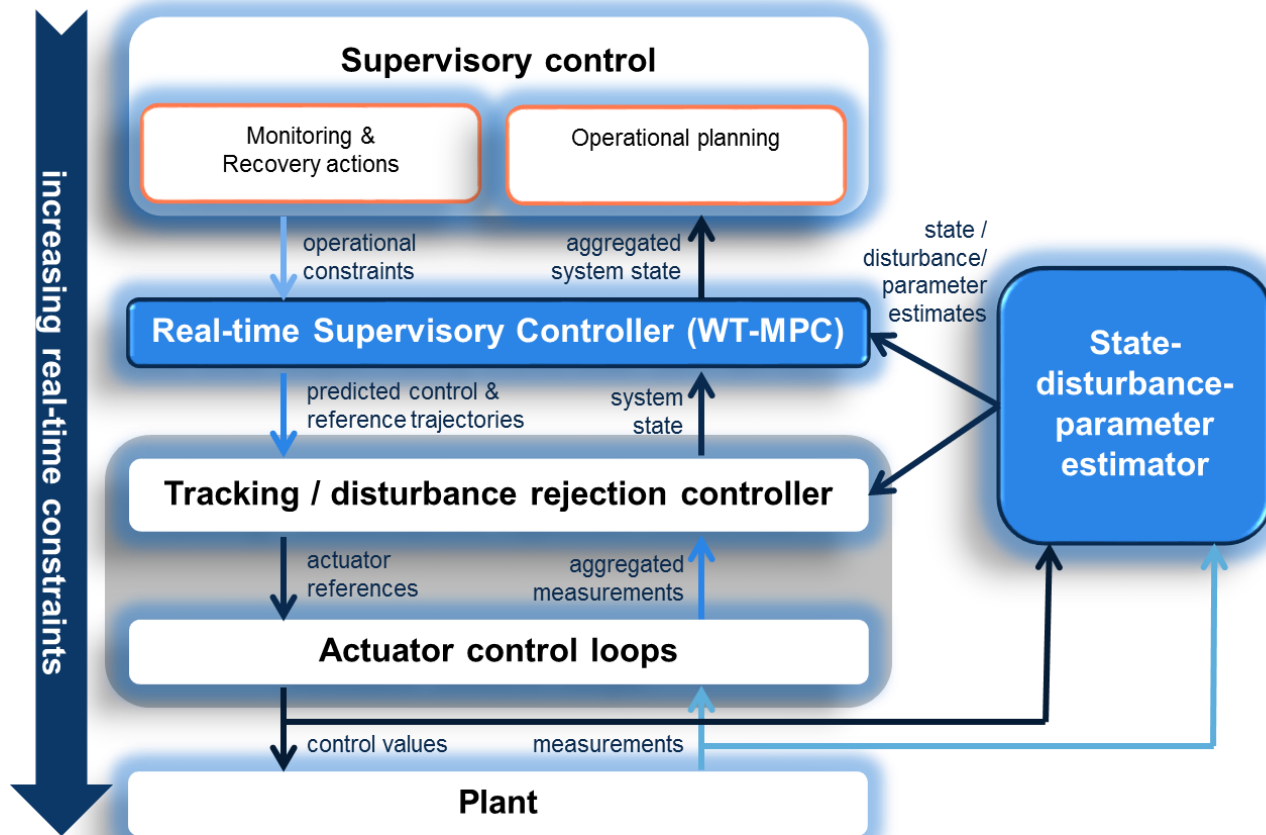 increasing real-time constraints
Supervisory control
Monitoring &
Recovery actions
Operational planning
operational
constraints
aggregated
system state
state /
disturbance/
parameter
estimates
Real-time Supervisory Controller (WT-MPC)
State-
disturbance-
parameter
estimator
predicted control &
reference trajectories
system
state
Tracking / disturbance rejection controller
actuator
references
aggregated
measurements
Actuator control loops
control values
measurements
Plant